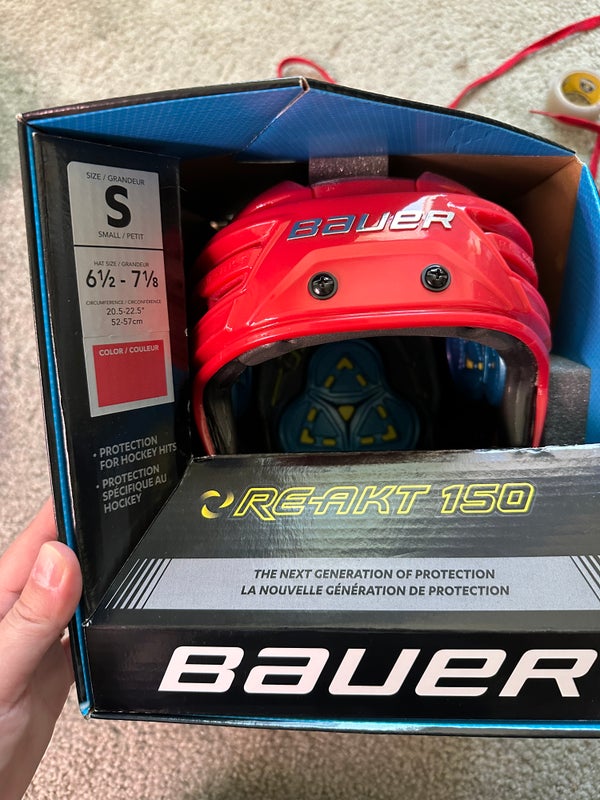 SIZE / GRANDEUR
S
SMALL / PETIT
HAT SIZE / GRANDEUR
6½ - 7⅛
CIRCUMFERENCE / CIRCONFÉRENCE
20.5-22.5"
52-57cm
COLOR / COULEUR
• PROTECTION
FOR HOCKEY HITS
• PROTECTION
SPÉCIFIQUE AU
HOCKEY
BAUER
RE-AKT 150
THE NEXT GENERATION OF PROTECTION
LA NOUVELLE GÉNÉRATION DE PROTECTION
BAUER